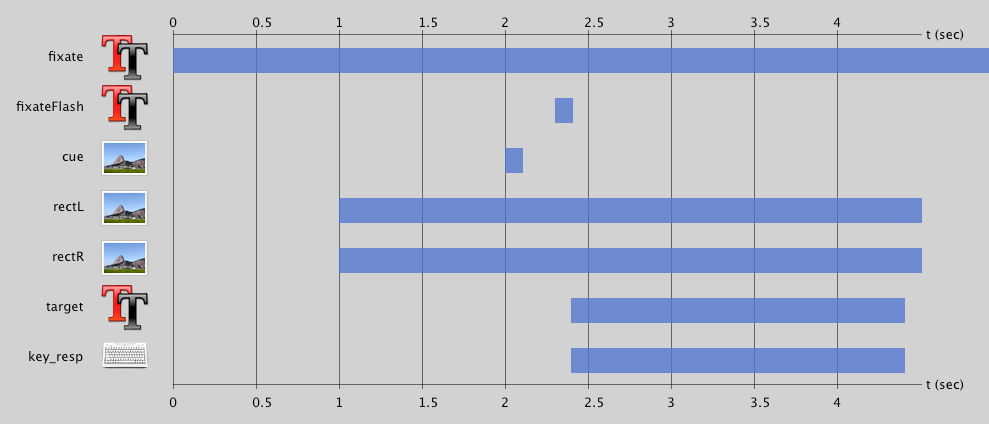 0 0.5 1 1.5 2 2.5 3 3.5 4
t (sec)
fixate
fixateFlash
cue
rectL
rectR
target
key_resp
t (sec)
0 0.5 1 1.5 2 2.5 3 3.5 4